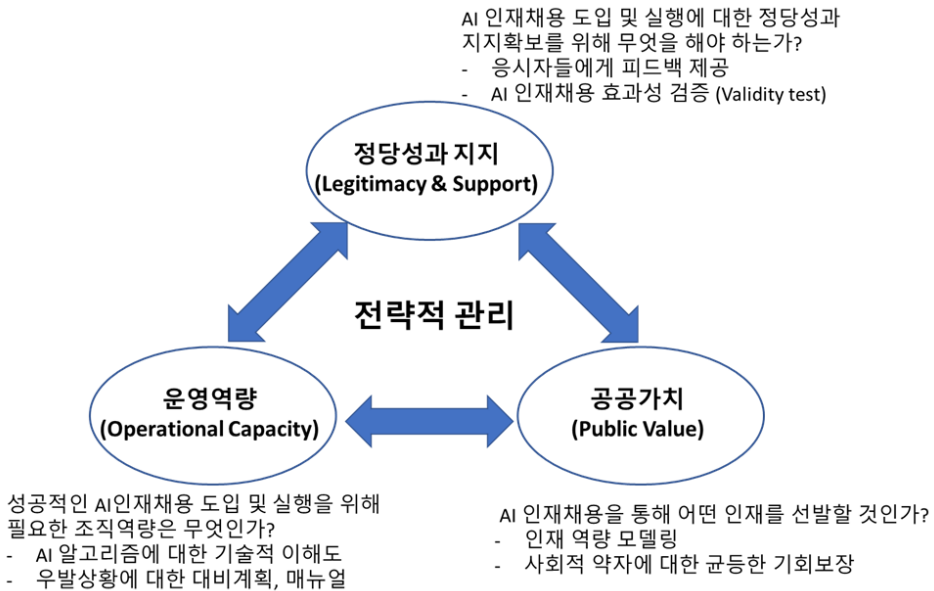 AI 인재채용 도입 및 실행에 대한 정당성과
지지확보를 위해 무엇을 해야 하는가?
- 응시자들에게 피드백 제공
- AI 인재채용 효과성 검증 (Validity test)
정당성과 지지
(Legitimacy & Support)
전략적 관리
운영역량
(Operational Capacity)
공공가치
(Public Value)
성공적인 AI인재채용 도입 및 실행을 위해
필요한 조직역량은 무엇인가?
- AI 알고리즘에 대한 기술적 이해도
- 우발상황에 대한 대비계획, 매뉴얼
AI 인재채용을 통해 어떤 인재를 선발할 것인가?
- 인재 역량 모델링
- 사회적 약자에 대한 균등한 기회보장